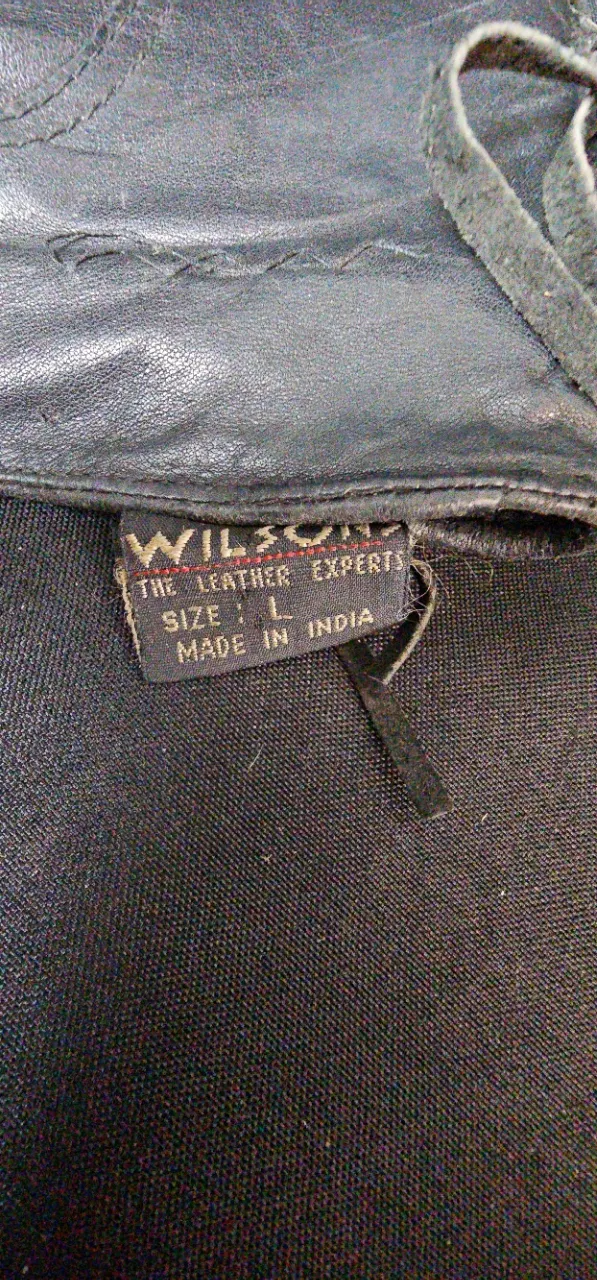 WILSONS
THE LEATHER EXPERTS
SIZE : L
MADE IN INDIA